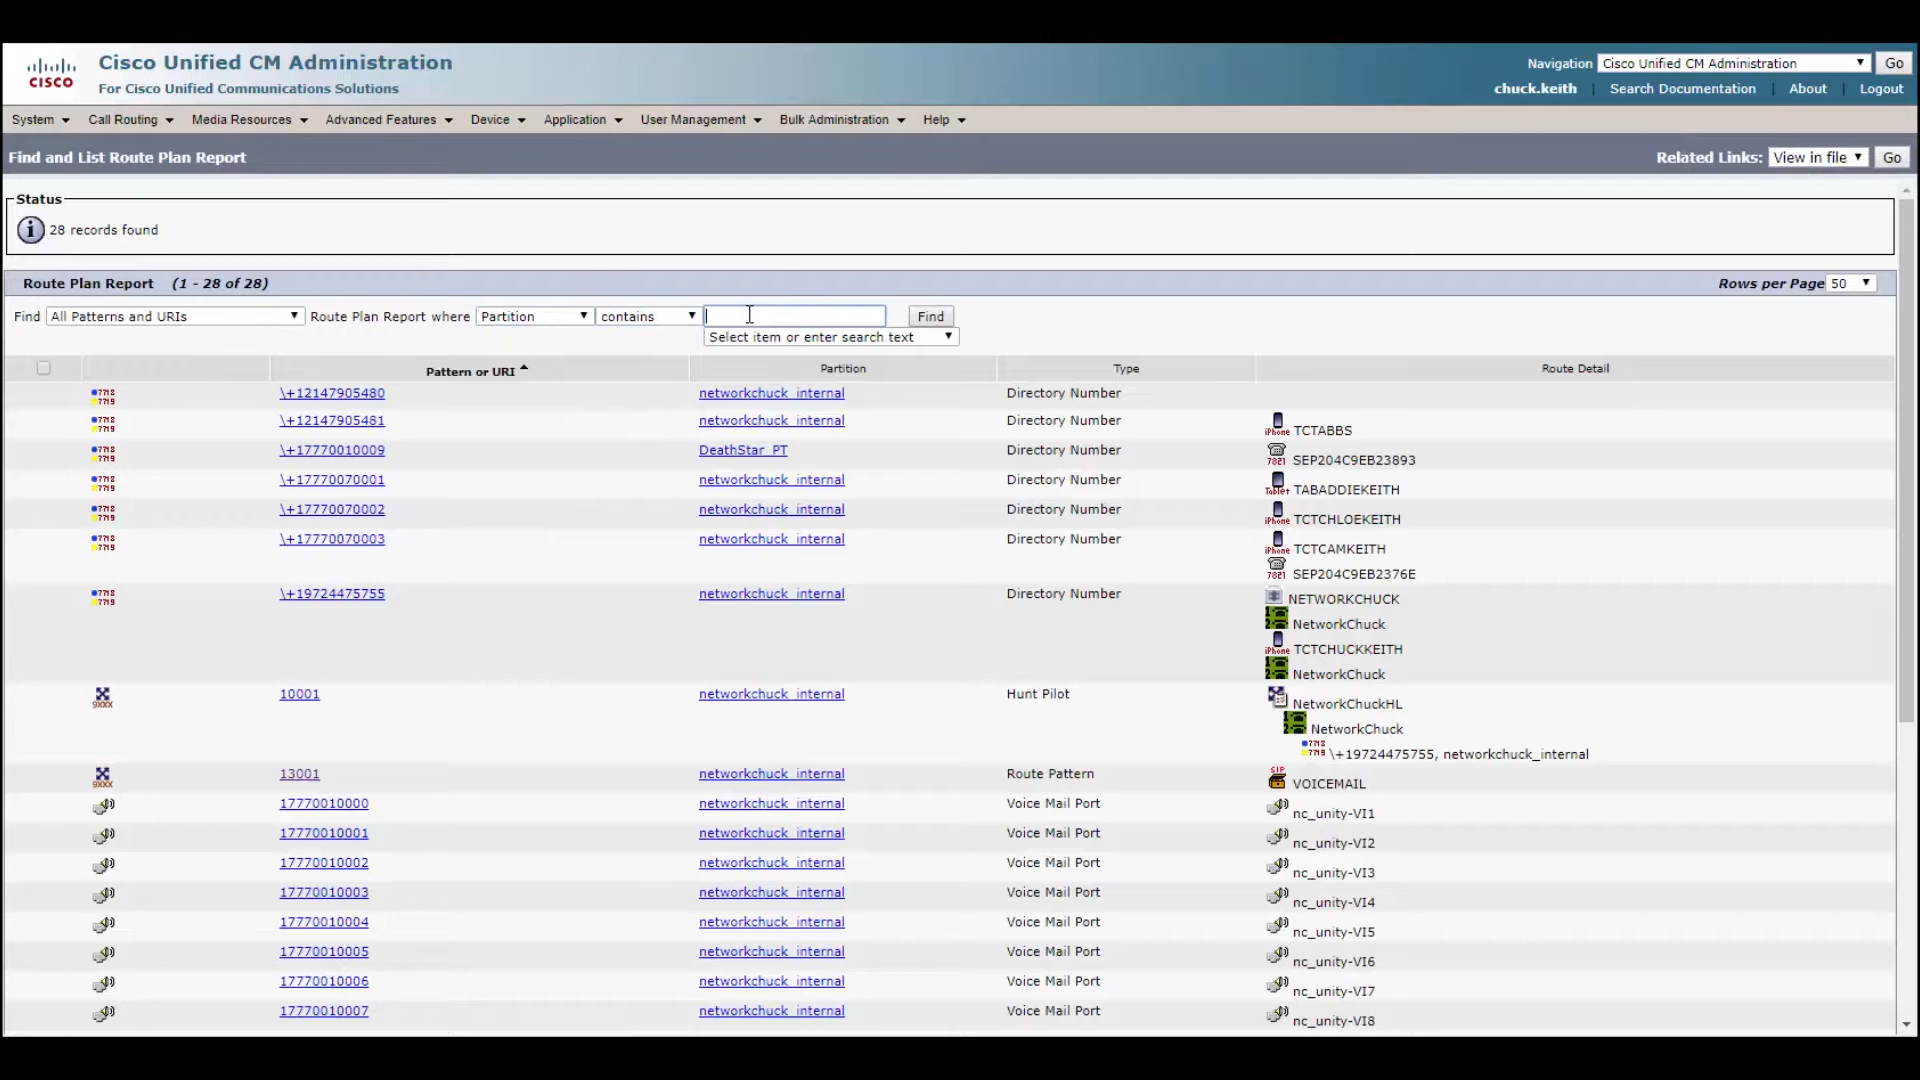 Cisco Unified CM Administration
For Cisco Unified Communications Solutions
CISCO
Navigation Cisco Unified CM Administration Go
chuck.keith Search Documentation About Logout
System Call Routing Media Resources Advanced Features Device Application User Management Bulk Administration Help
Find and List Route Plan Report
Related Links: View in file Go
Status
28 records found
Route Plan Report (1 - 28 of 28)
Rows per Page 50
Find All Patterns and URIs Route Plan Report where Partition contains Find
Select item or enter search text
Pattern or URI Partition Type Route Detail
\+12147905480 networkchuck_internal Directory Number
\+12147905481 networkchuck_internal Directory Number TCTABBS
\+17770010009 DeathStar_PT Directory Number SEP204C9EB23893
\+17770070001 networkchuck_internal Directory Number TABADDIEKEITH
\+17770070002 networkchuck_internal Directory Number TCTCHLOEKEITH
\+17770070003 networkchuck_internal Directory Number TCTCAMKEITH
SEP204C9EB2376E
\+19724475755 networkchuck_internal Directory Number NETWORKCHUCK
NetworkChuck
TCTCHUCKKEITH
NetworkChuck
10001 networkchuck_internal Hunt Pilot NetworkChuckHL
NetworkChuck
\+19724475755, networkchuck_internal
13001 networkchuck_internal Route Pattern VOICEMAIL
17770010000 networkchuck_internal Voice Mail Port nc_unity-VI1
17770010001 networkchuck_internal Voice Mail Port nc_unity-VI2
17770010002 networkchuck_internal Voice Mail Port nc_unity-VI3
17770010003 networkchuck_internal Voice Mail Port nc_unity-VI4
17770010004 networkchuck_internal Voice Mail Port nc_unity-VI5
17770010005 networkchuck_internal Voice Mail Port nc_unity-VI6
17770010006 networkchuck_internal Voice Mail Port nc_unity-VI7
17770010007 networkchuck_internal Voice Mail Port nc_unity-VI8